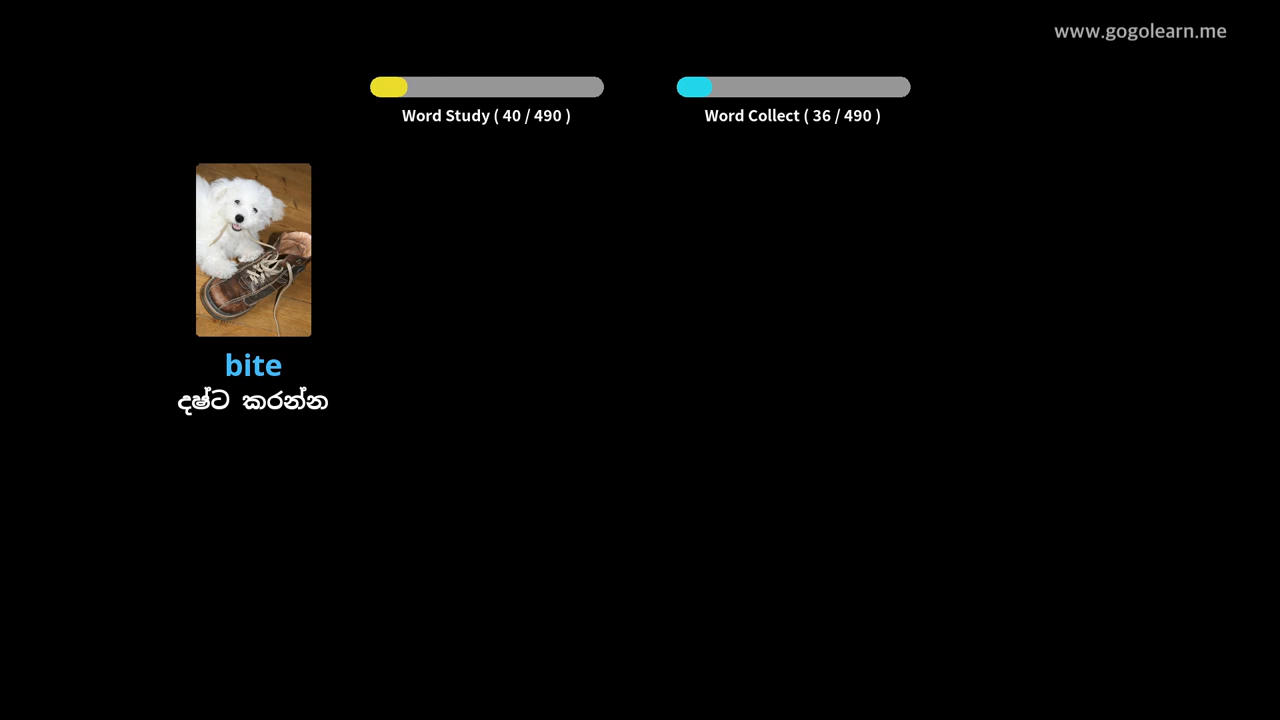 www.gogolearn.me
Word Study ( 40 / 490 )
Word Collect ( 36 / 490 )
bite
දෂ්ට කරන්න